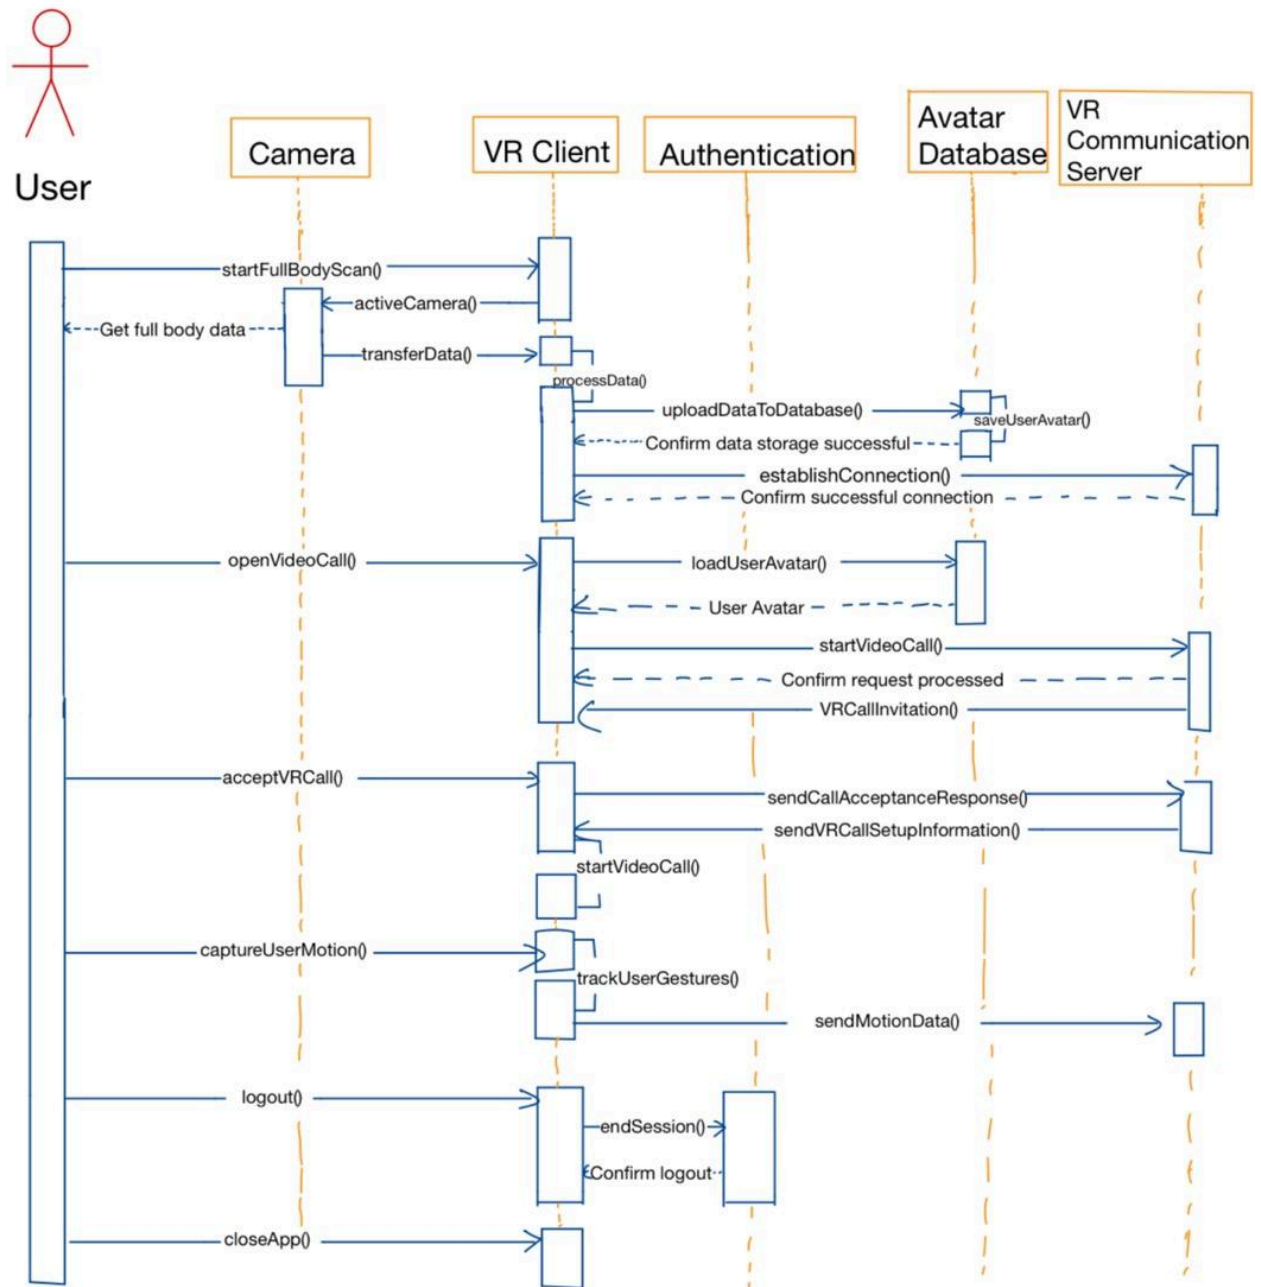 User
Camera
VR Client
Authentication
Avatar
Database
VR
Communication
Server
startFullBodyScan()
activeCamera()
Get full body data
transferData()
processData()
uploadDataToDatabase()
saveUserAvatar()
Confirm data storage successful
establishConnection()
Confirm successful connection
openVideoCall()
loadUserAvatar()
User Avatar
startVideoCall()
Confirm request processed
VRCallInvitation()
acceptVRCall()
sendCallAcceptanceResponse()
sendVRCallSetupInformation()
startVideoCall()
captureUserMotion()
trackUserGestures()
sendMotionData()
logout()
endSession()
Confirm logout
closeApp()